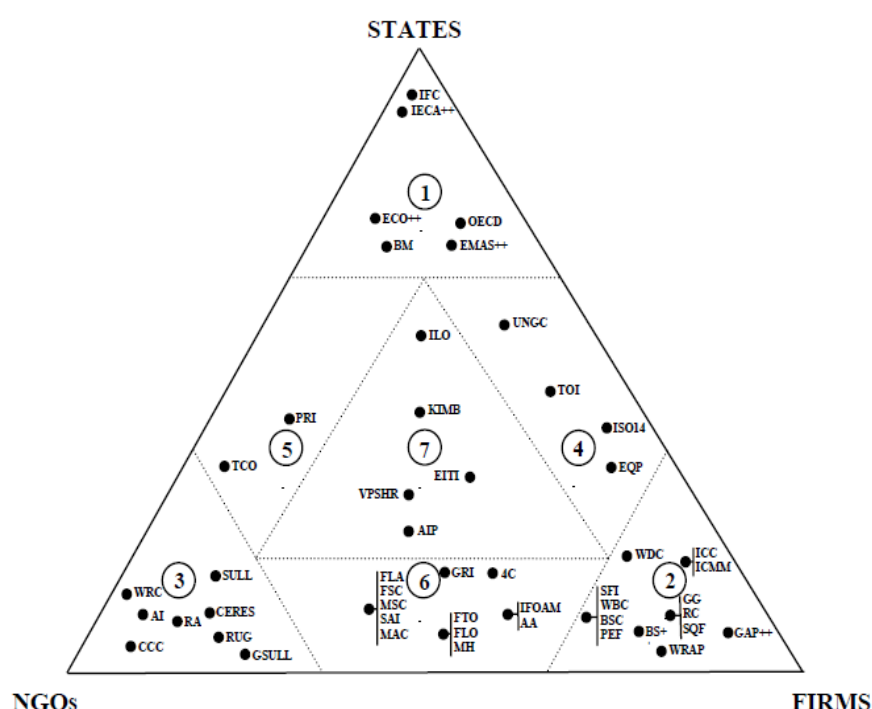 STATES
IFC
IECA++
1
ECO++
OECD
BM
EMAS++
UNGC
ILO
TOI
KIMB
PRI
ISO14
5
7
4
TCO
EQP
EITI
VPSHR
AIP
WDC
ICC
ICMM
3
SULL
WRC
AI
RA
CERES
RUG
CCC
GSULL
FLA
FSC
MSC
SAI
MAC
6
GRI
4C
FTO
FLO
MH
IFOAM
AA
2
SFI
WBC
BSC
PEF
GG
RC
SQF
BS+
GAP++
WRAP
NGOs
FIRMS